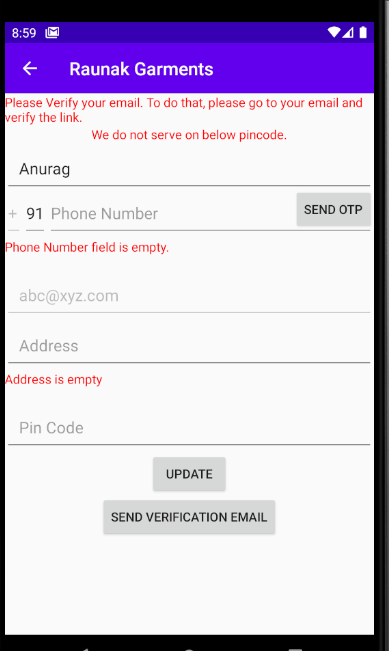 8:59
Raunak Garments
Please Verify your email. To do that, please go to your email and
verify the link.
We do not serve on below pincode.
Anurag
+ 91 Phone Number SEND OTP
Phone Number field is empty.
abc@xyz.com
Address
Address is empty
Pin Code
UPDATE
SEND VERIFICATION EMAIL